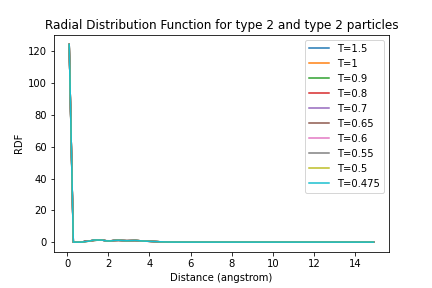 Radial Distribution Function for type 2 and type 2 particles
RDF
120
100
80
60
40
20
0
T=1.5
T=1
T=0.9
T=0.8
T=0.7
T=0.65
T=0.6
T=0.55
T=0.5
T=0.475
0 2 4 6 8 10 12 14
Distance (angstrom)